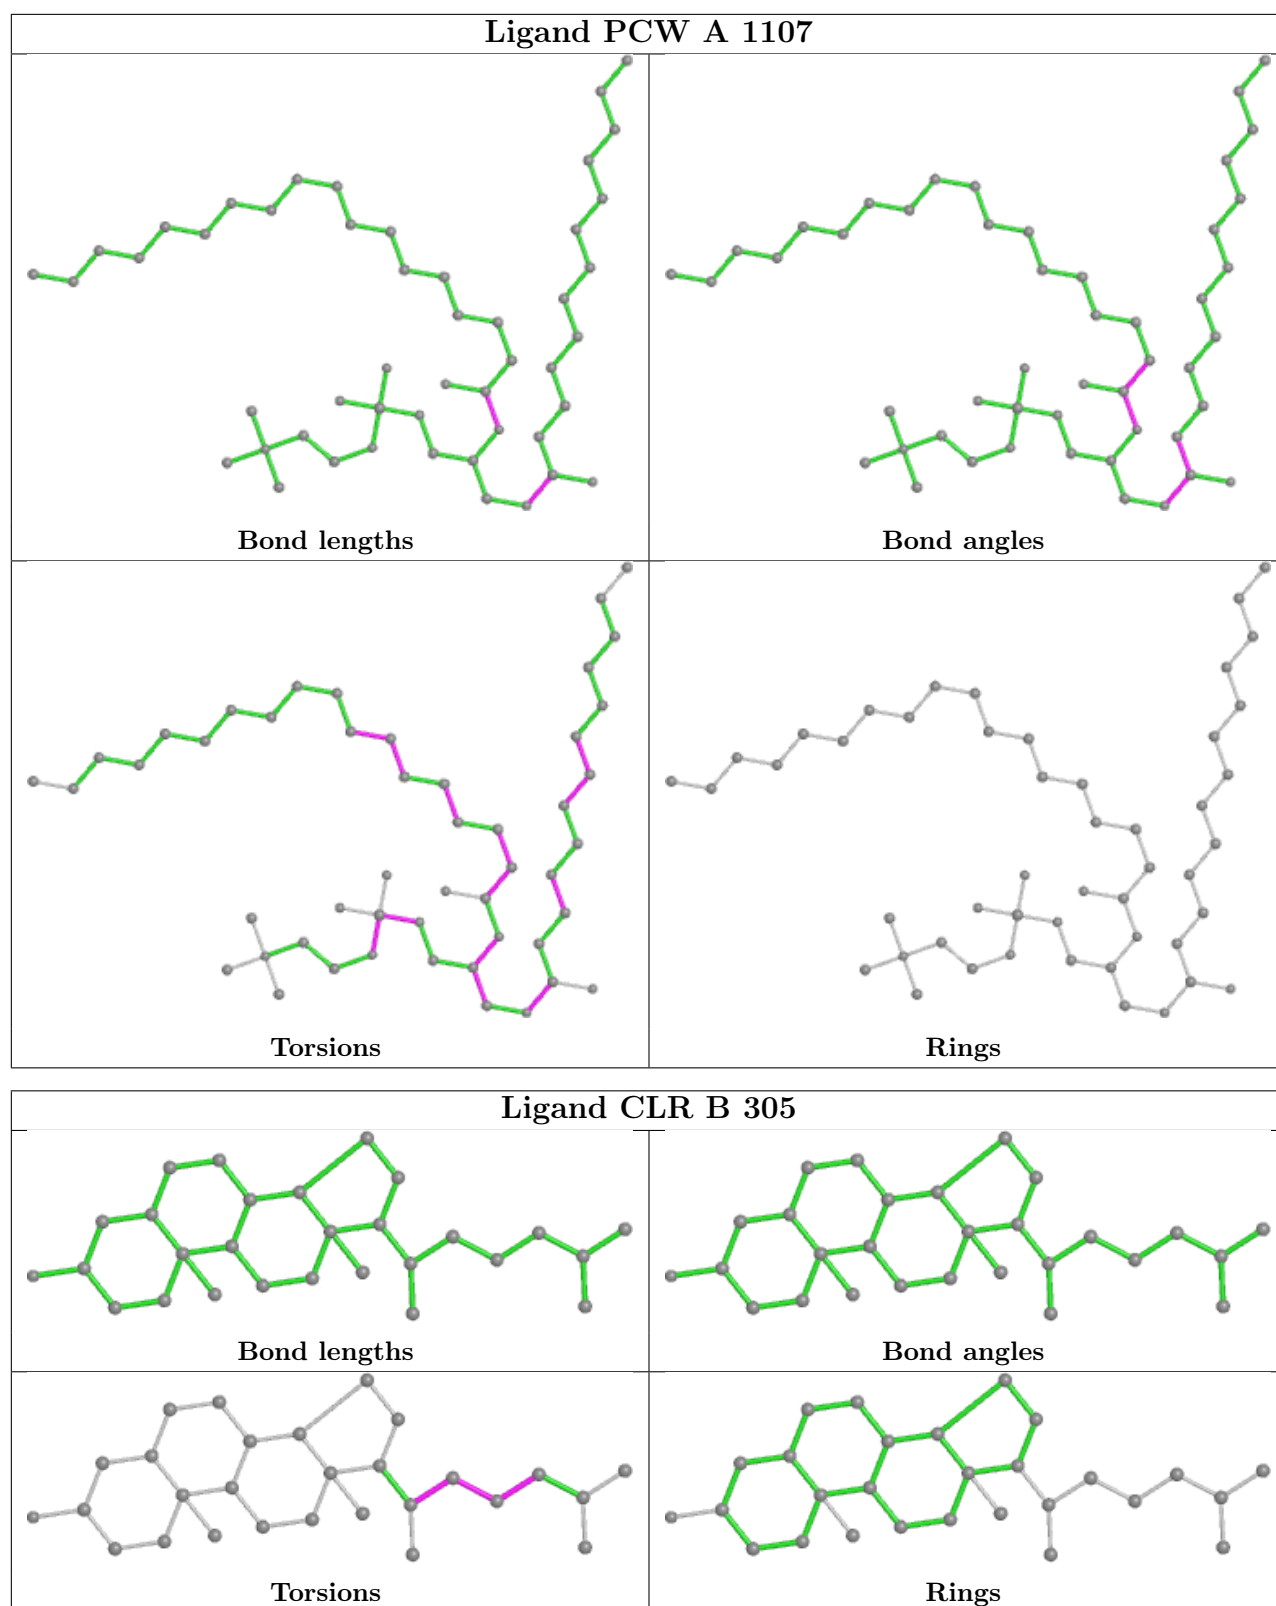 Ligand PCW A 1107
Bond lengths
Bond angles
Torsions
Rings
Ligand CLR B 305
Bond lengths
Bond angles
Torsions
Rings